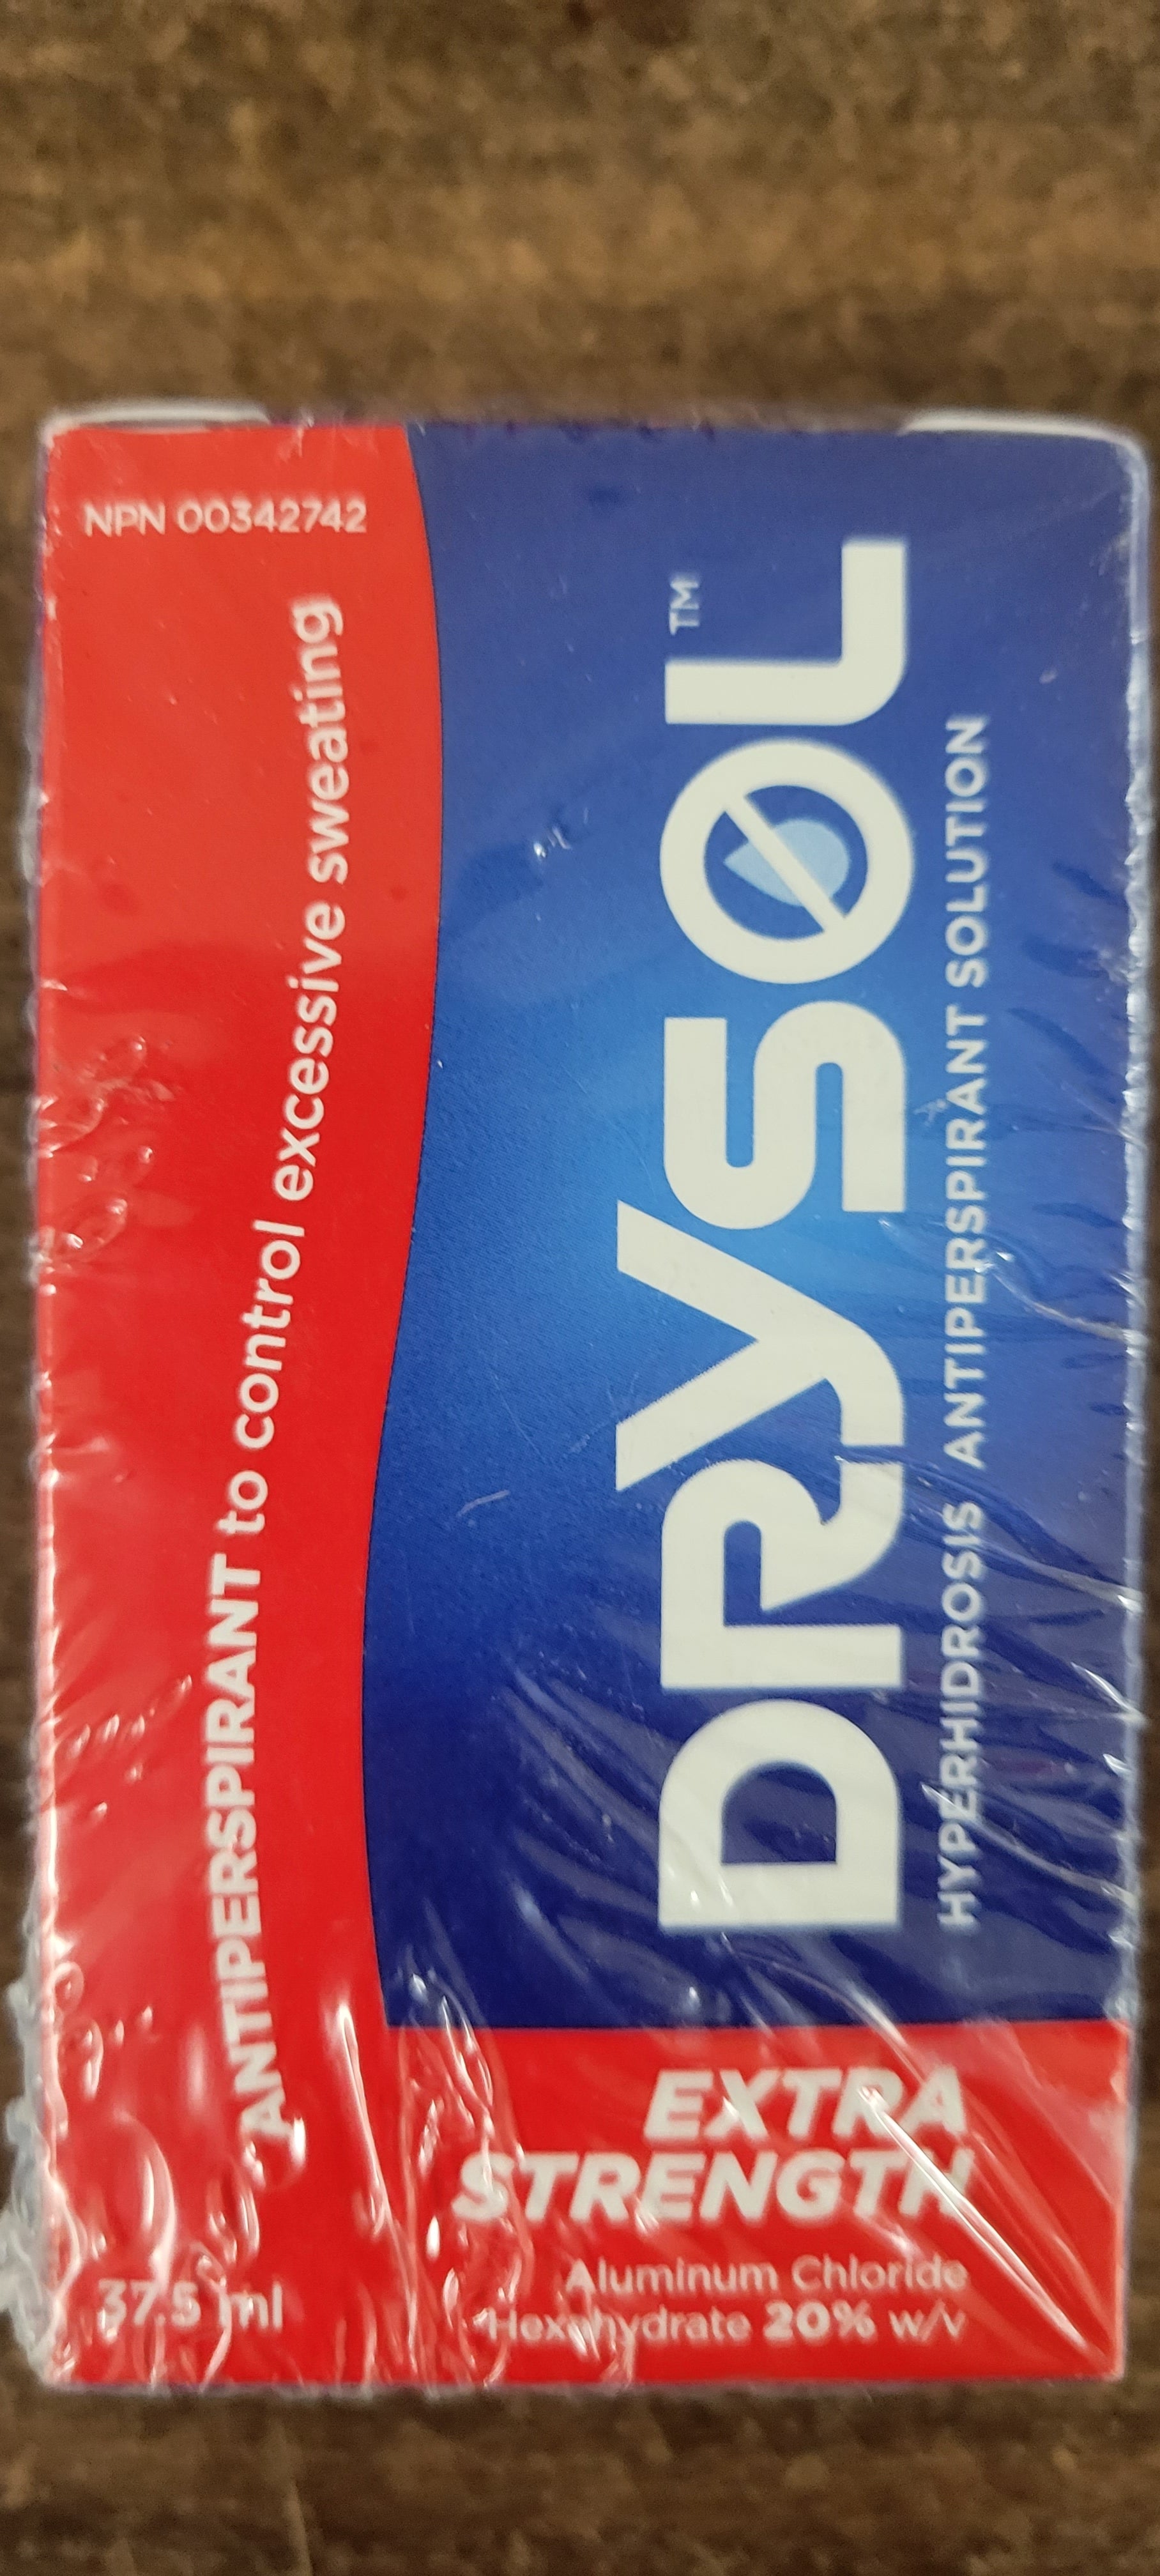 NPN 00342742
ANTIPERSPIRANT to control excessive sweating
DRYSOL™
HYPERHIDROSIS ANTIPERSPIRANT SOLUTION
EXTRA
STRENGTH
Aluminum Chloride
Hexahydrate 20% w/v
37.5 ml